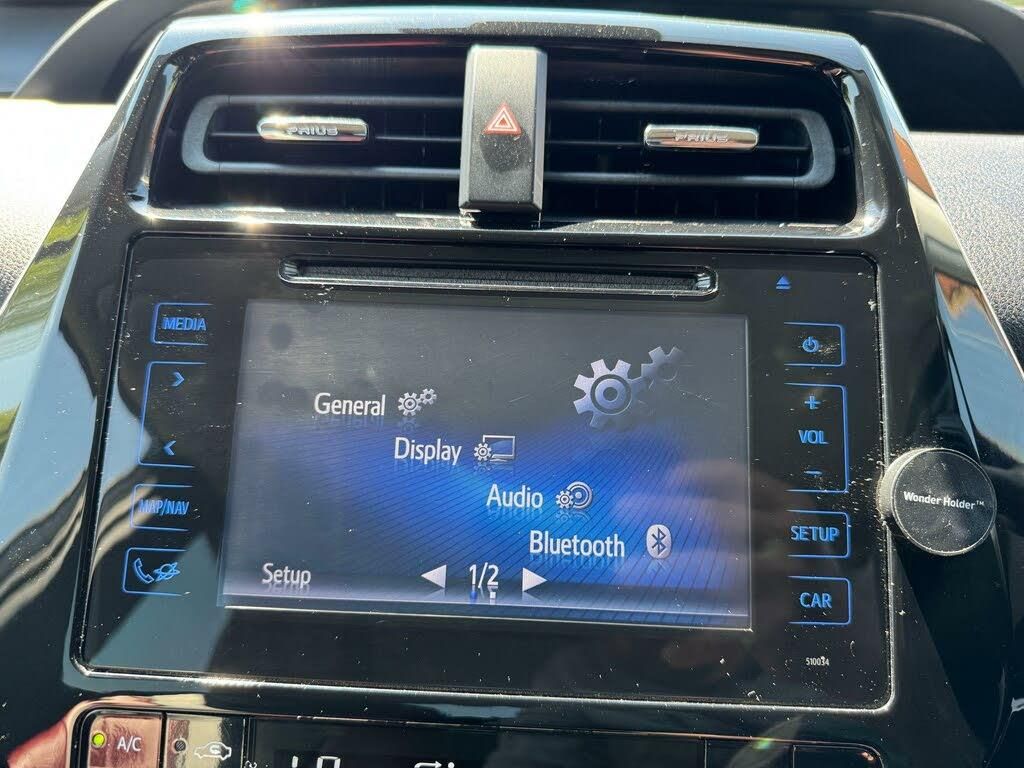 PRIUS
PRIUS
MEDIA
General
VOL
Display
Audio
MAP/NAV
Wonder Holder™
SETUP
Bluetooth
Setup
1/2
CAR
510034
A/C